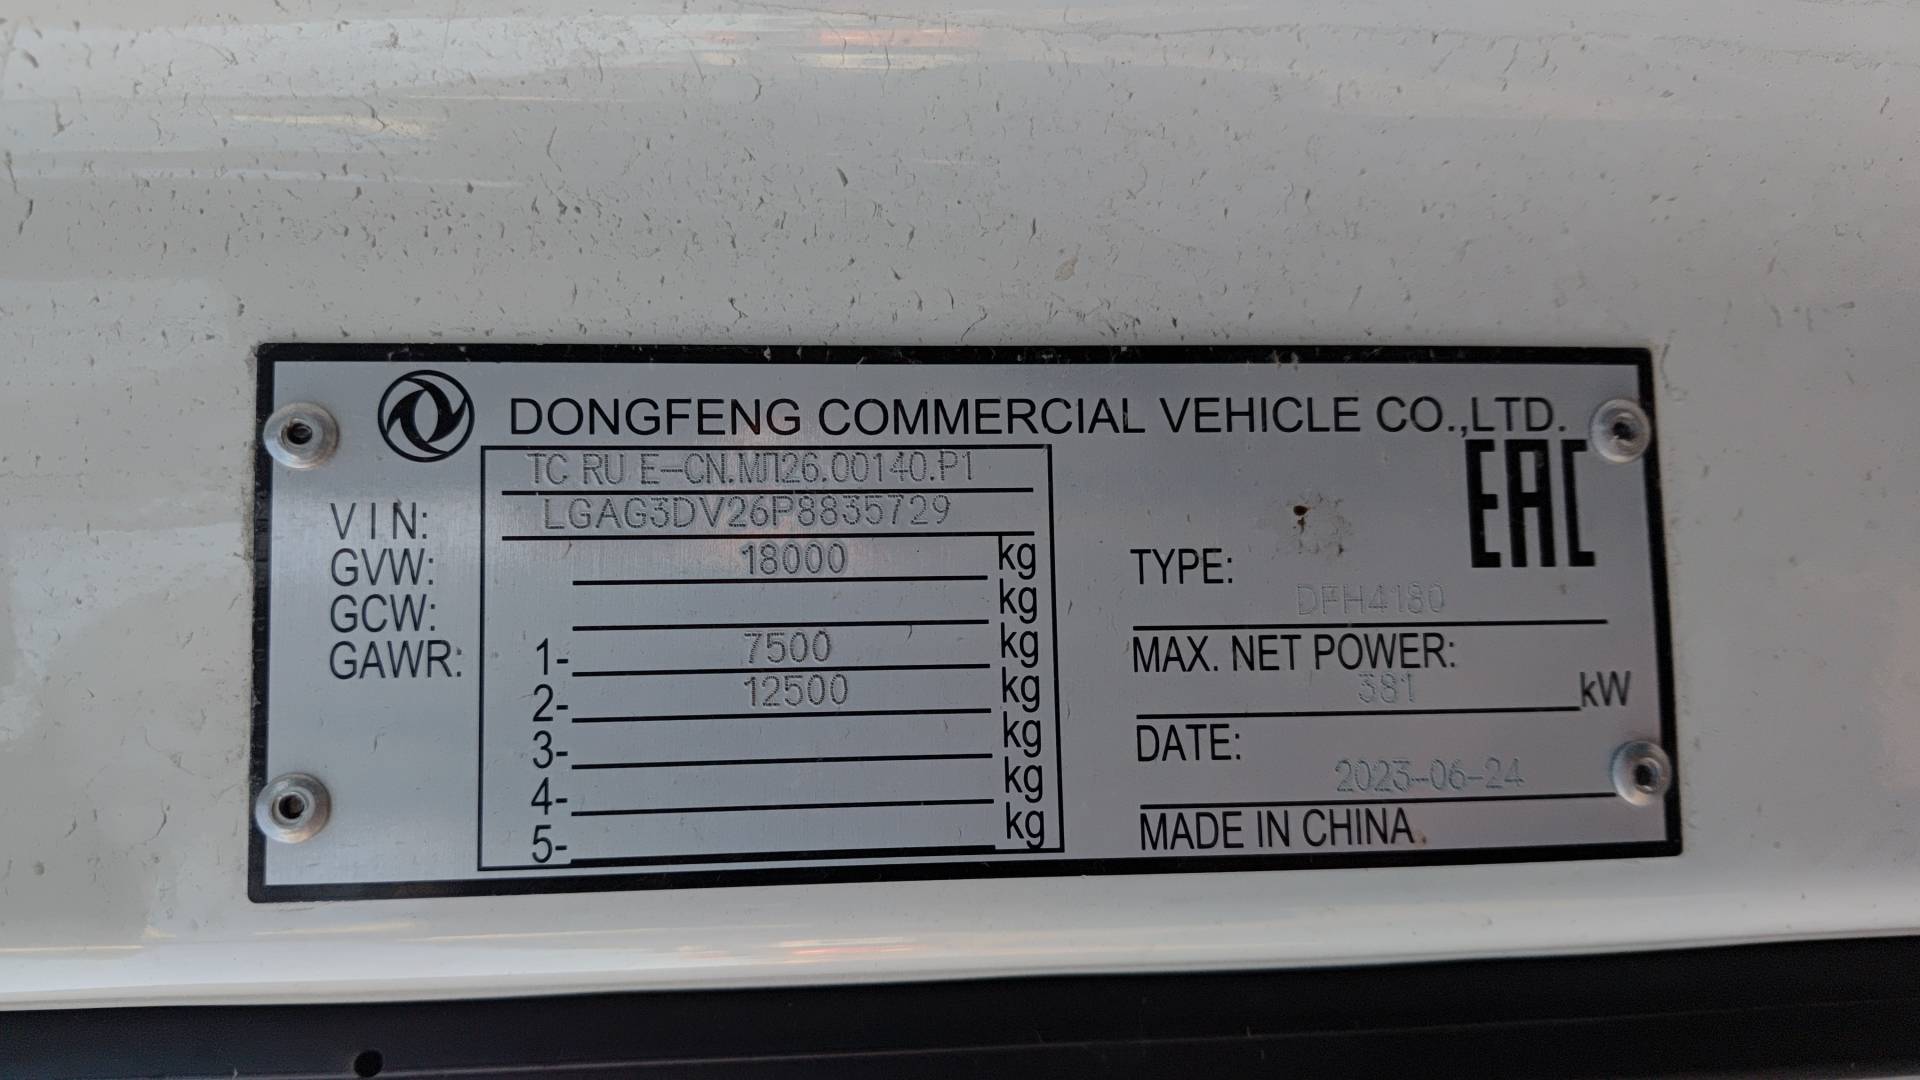 DONGFENG COMMERCIAL VEHICLE CO.,LTD.
EAC
TC RU E-CN.МЛ26.00140.P1
VIN: LGAG3DV26P8835729
GVW: 18000 kg
GCW: kg
GAWR: 1- 7500 kg
2- 12500 kg
3- kg
4- kg
5- kg
TYPE:
DFH4180
MAX. NET POWER:
381 kW
DATE:
2023-06-24
MADE IN CHINA